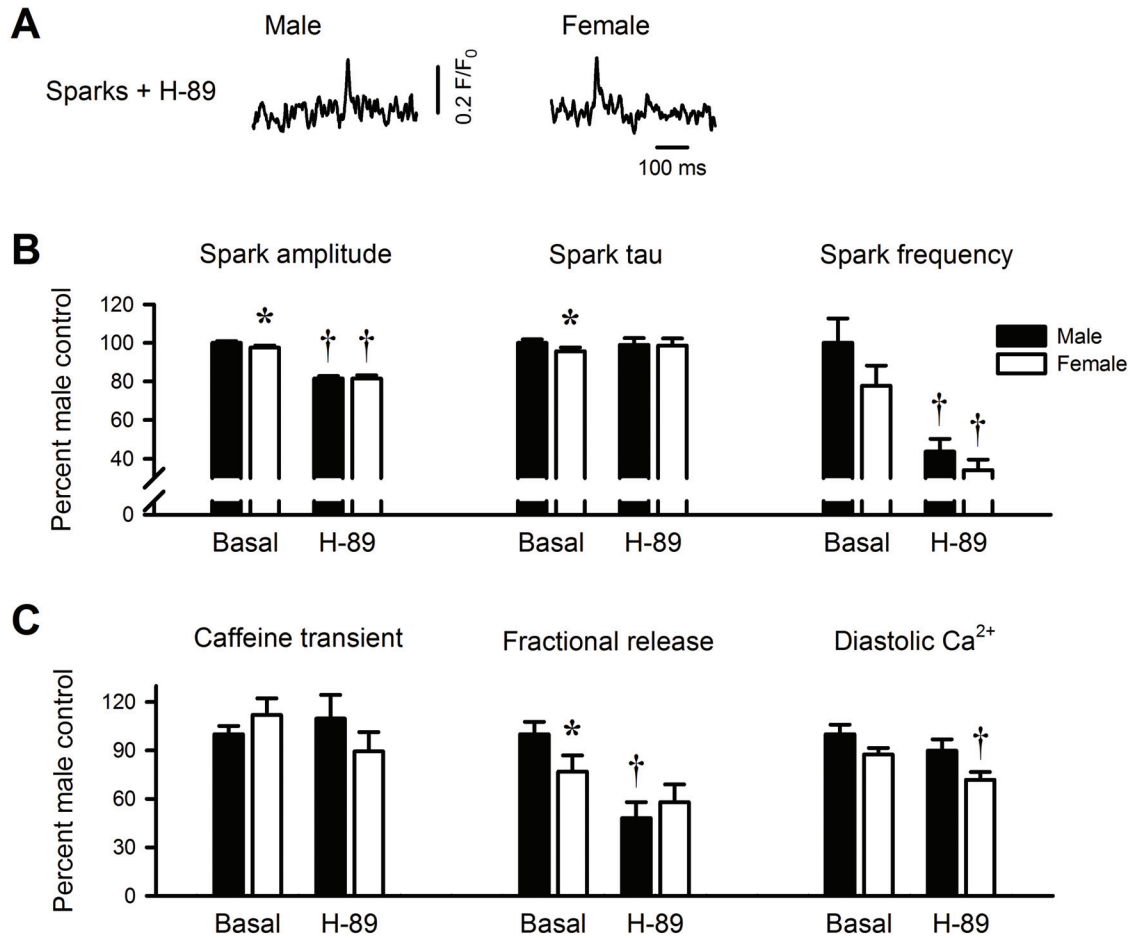 A
Male
Female
Sparks + H-89
0.2 F/F0
100 ms
B
Spark amplitude
Spark tau
Spark frequency
Percent male control
120
100
80
60
40
0
*
†
†
*
†
†
Male
Female
Basal
H-89
Basal
H-89
Basal
H-89
C
Caffeine transient
Fractional release
Diastolic Ca2+
Percent male control
120
90
60
30
0
*
†
†
Basal
H-89
Basal
H-89
Basal
H-89